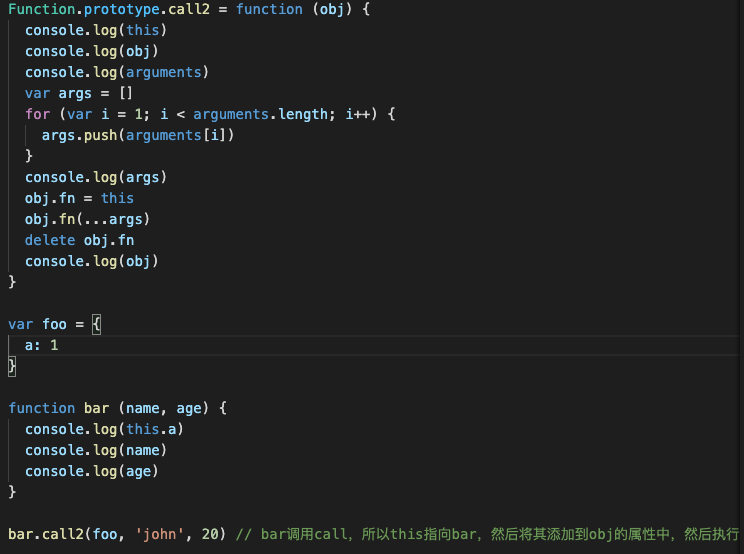 Function.prototype.call2 = function (obj) {
  console.log(this)
  console.log(obj)
  console.log(arguments)
  var args = []
  for (var i = 1; i < arguments.length; i++) {
    args.push(arguments[i])
  }
  console.log(args)
  obj.fn = this
  obj.fn(...args)
  delete obj.fn
  console.log(obj)
}
var foo = {
  a: 1
}
function bar (name, age) {
  console.log(this.a)
  console.log(name)
  console.log(age)
}
bar.call2(foo, 'john', 20) // bar调用call，所以this指向bar，然后将其添加到obj的属性中，然后执行